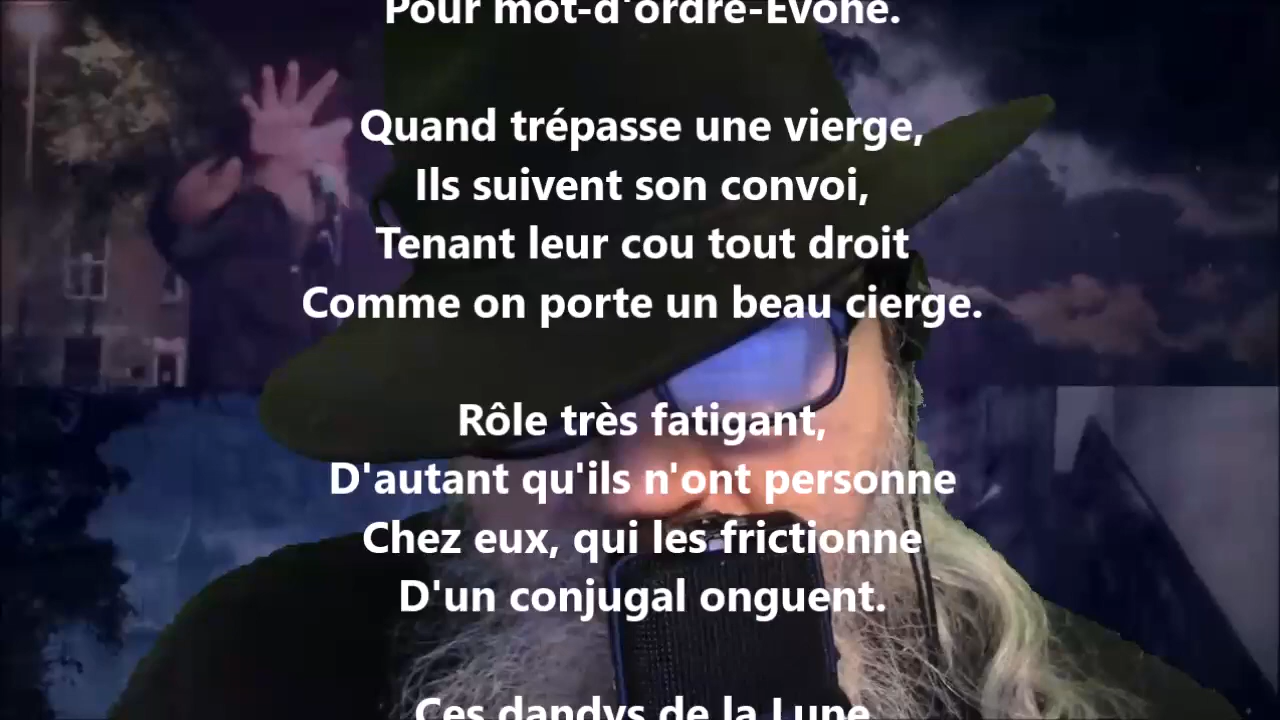 Pour mot-d'ordre-Evohé.
Quand trépasse une vierge,
Ils suivent son convoi,
Tenant leur cou tout droit
Comme on porte un beau cierge.
Rôle très fatigant,
D'autant qu'ils n'ont personne
Chez eux, qui les frictionne
D'un conjugal onguent.
Ces dandys de la Lune